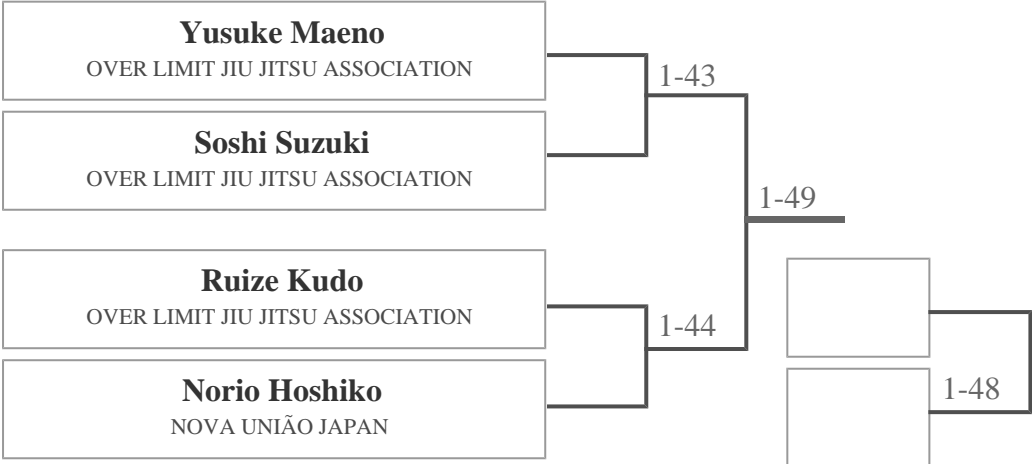 Yusuke Maeno
OVER LIMIT JIU JITSU ASSOCIATION
1-43
Soshi Suzuki
OVER LIMIT JIU JITSU ASSOCIATION
1-49
Ruize Kudo
OVER LIMIT JIU JITSU ASSOCIATION
1-44
Norio Hoshiko
NOVA UNIÃO JAPAN
1-48